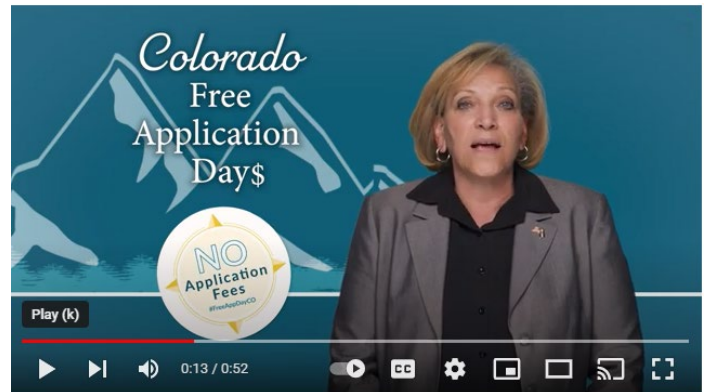 Colorado
Free
Application
Day$
NO
Application
Fees
#FreeAppDayCO
Play (k)
0:13 / 0:52
CC